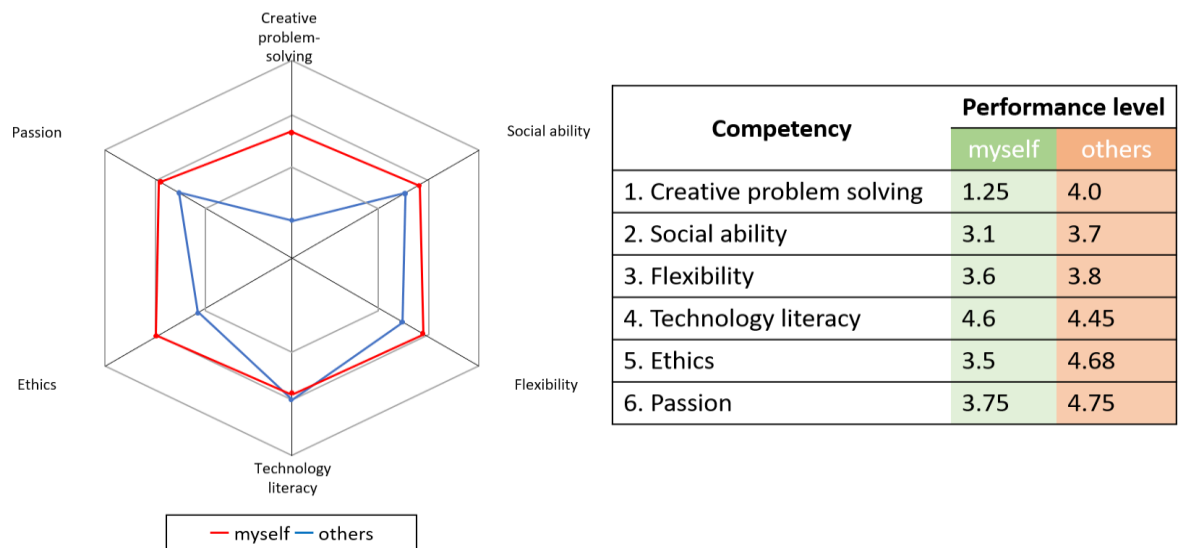 Creative
problem-
solving
Passion
Social ability
Ethics
Flexibility
Technology
literacy
myself others
Competency Performance level
myself others
1. Creative problem solving 1.25 4.0
2. Social ability 3.1 3.7
3. Flexibility 3.6 3.8
4. Technology literacy 4.6 4.45
5. Ethics 3.5 4.68
6. Passion 3.75 4.75